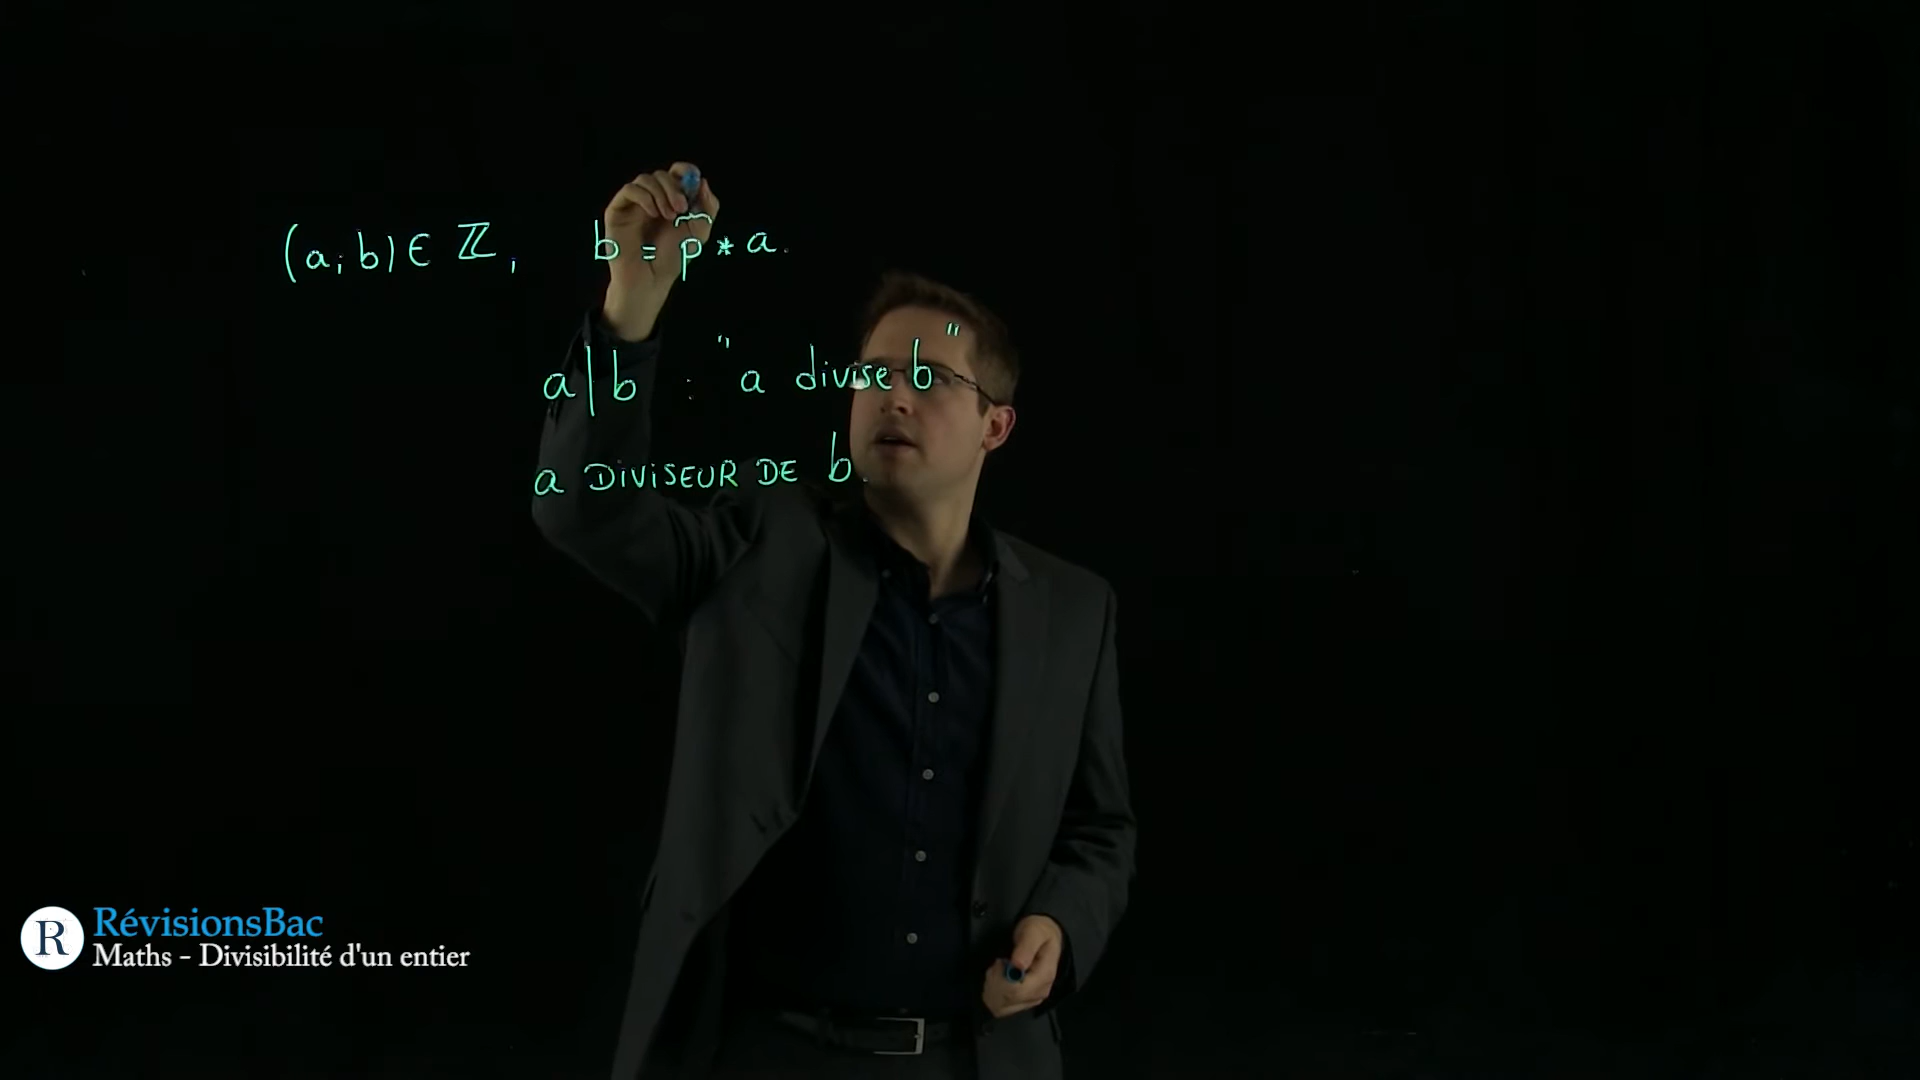 (a; b) ∈ ℤ, b = p * a.
a | b : "a divise b"
a DIVISEUR DE b.
R RévisionsBac
Maths - Divisibilité d'un entier